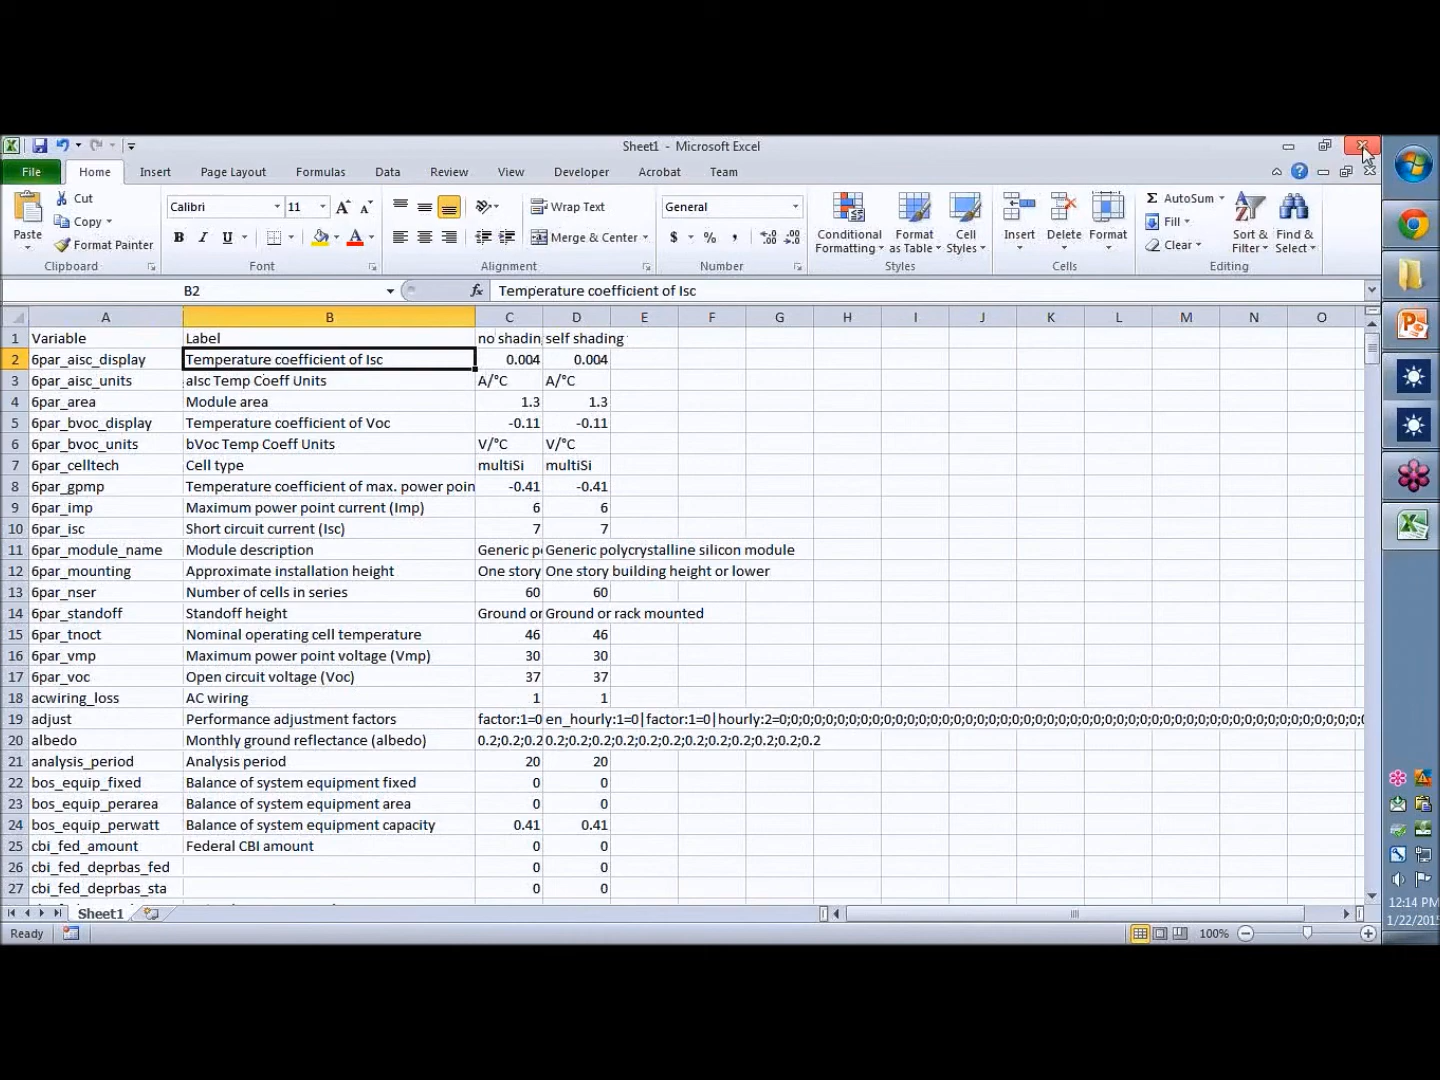 Sheet1 - Microsoft Excel
File Home Insert Page Layout Formulas Data Review View Developer Acrobat Team
Paste Cut Copy Format Painter Clipboard
Calibri 11 B I U Font
Wrap Text Merge & Center Alignment
General $ % , Number
Conditional Formatting Format as Table Cell Styles Styles
Insert Delete Format Cells
Σ AutoSum Fill Clear Sort & Filter Find & Select Editing
B2 fx Temperature coefficient of Isc
A B C D E F G H I J K L M N O
1 Variable Label no shadin self shading
2 6par_aisc_display Temperature coefficient of Isc 0.004 0.004
3 6par_aisc_units aIsc Temp Coeff Units A/°C A/°C
4 6par_area Module area 1.3 1.3
5 6par_bvoc_display Temperature coefficient of Voc -0.11 -0.11
6 6par_bvoc_units bVoc Temp Coeff Units V/°C V/°C
7 6par_celltech Cell type multiSi multiSi
8 6par_gpmp Temperature coefficient of max. power poin -0.41 -0.41
9 6par_imp Maximum power point current (Imp) 6 6
10 6par_isc Short circuit current (Isc) 7 7
11 6par_module_name Module description Generic p Generic polycrystalline silicon module
12 6par_mounting Approximate installation height One story One story building height or lower
13 6par_nser Number of cells in series 60 60
14 6par_standoff Standoff height Ground or Ground or rack mounted
15 6par_tnoct Nominal operating cell temperature 46 46
16 6par_vmp Maximum power point voltage (Vmp) 30 30
17 6par_voc Open circuit voltage (Voc) 37 37
18 acwiring_loss AC wiring 1 1
19 adjust Performance adjustment factors factor:1=0 en_hourly:1=0|factor:1=0|hourly:2=0;0;0;0;0;0;0;0;0;0;0;0;0;0;0;0;0;0;0;0;0;0;0;0;0;0;0;0;0;0;0;0;0;0;0;0;0;0;0;0;0;0;0;0;0;0;0;0;0;0
20 albedo Monthly ground reflectance (albedo) 0.2;0.2;0.2 0.2;0.2;0.2;0.2;0.2;0.2;0.2;0.2;0.2;0.2;0.2;0.2
21 analysis_period Analysis period 20 20
22 bos_equip_fixed Balance of system equipment fixed 0 0
23 bos_equip_perarea Balance of system equipment area 0 0
24 bos_equip_perwatt Balance of system equipment capacity 0.41 0.41
25 cbi_fed_amount Federal CBI amount 0 0
26 cbi_fed_deprbas_fed 0 0
27 cbi_fed_deprbas_sta 0 0
Sheet1
Ready 100%
12:14 PM
1/22/201